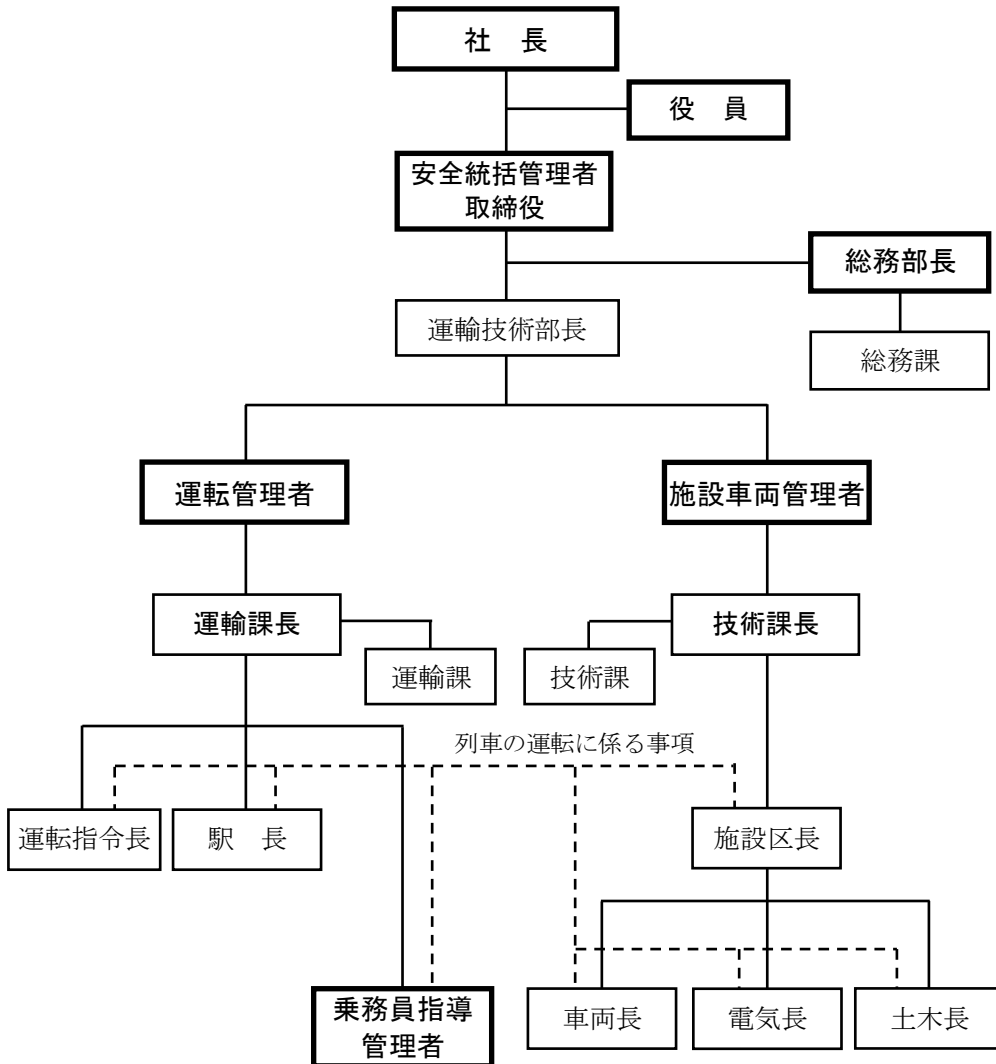 社　長
役　員
安全統括管理者
取締役
総務部長
運輸技術部長
総務課
運転管理者
施設車両管理者
運輸課長
技術課長
運輸課
技術課
列車の運転に係る事項
運転指令長
駅　長
施設区長
乗務員指導
管理者
車両長
電気長
土木長